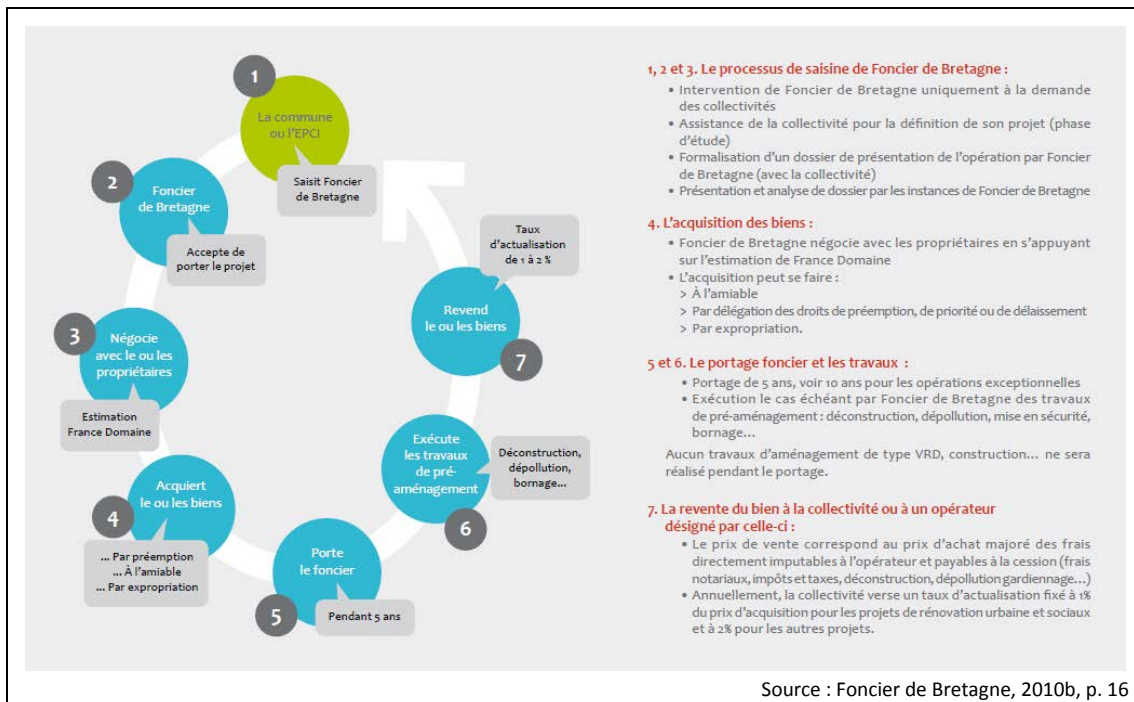 1
La commune
ou l'EPCI
Saisit Foncier
de Bretagne
2
Foncier
de Bretagne
Accepte de
porter le projet
3
Négocie
avec le ou les
propriétaires
Estimation
France Domaine
Acquiert
le ou les biens
4
... Par préemption
... À l'amiable
... Par expropriation
Porte
le foncier
5
Pendant 5 ans
Exécute
les travaux
de pré-
aménagement
6
Déconstruction,
dépollution,
bornage...
Revend
le ou les biens
7
Taux
d'actualisation
de 1 à 2 %
1, 2 et 3. Le processus de saisine de Foncier de Bretagne :
• Intervention de Foncier de Bretagne uniquement à la demande
des collectivités
• Assistance de la collectivité pour la définition de son projet (phase
d'étude)
• Formalisation d'un dossier de présentation de l'opération par Foncier
de Bretagne (avec la collectivité)
• Présentation et analyse de dossier par les instances de Foncier de Bretagne
4. L'acquisition des biens :
• Foncier de Bretagne négocie avec les propriétaires en s'appuyant
sur l'estimation de France Domaine
• L'acquisition peut se faire :
> À l'amiable
> Par délégation des droits de préemption, de priorité ou de délaissement
> Par expropriation.
5 et 6. Le portage foncier et les travaux :
• Portage de 5 ans, voir 10 ans pour les opérations exceptionnelles
• Exécution le cas échéant par Foncier de Bretagne des travaux
de pré-aménagement : déconstruction, dépollution, mise en sécurité,
bornage...
Aucun travaux d'aménagement de type VRD, construction... ne sera
réalisé pendant le portage.
7. La revente du bien à la collectivité ou à un opérateur
désigné par celle-ci :
• Le prix de vente correspond au prix d'achat majoré des frais
directement imputables à l'opérateur et payables à la cession (frais
notariaux, impôts et taxes, déconstruction, dépollution gardiennage...)
• Annuellement, la collectivité verse un taux d'actualisation fixé à 1%
du prix d'acquisition pour les projets de rénovation urbaine et sociaux
et à 2% pour les autres projets.
Source : Foncier de Bretagne, 2010b, p. 16